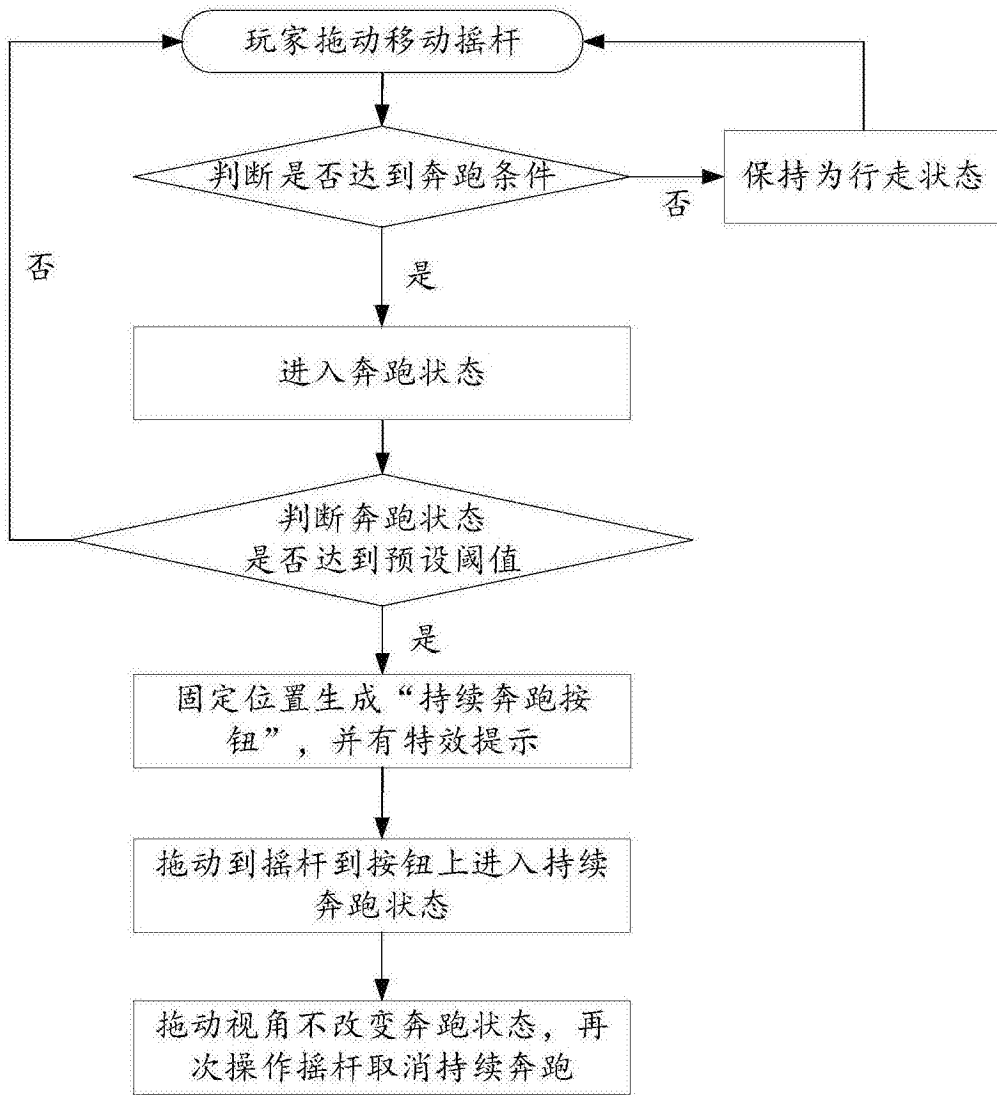 玩家拖动移动摇杆
判断是否达到奔跑条件
否
保持为行走状态
否
是
进入奔跑状态
判断奔跑状态
是否达到预设阈值
是
固定位置生成“持续奔跑按
钮”，并有特效提示
拖动到摇杆到按钮上进入持续
奔跑状态
拖动视角不改变奔跑状态，再
次操作摇杆取消持续奔跑